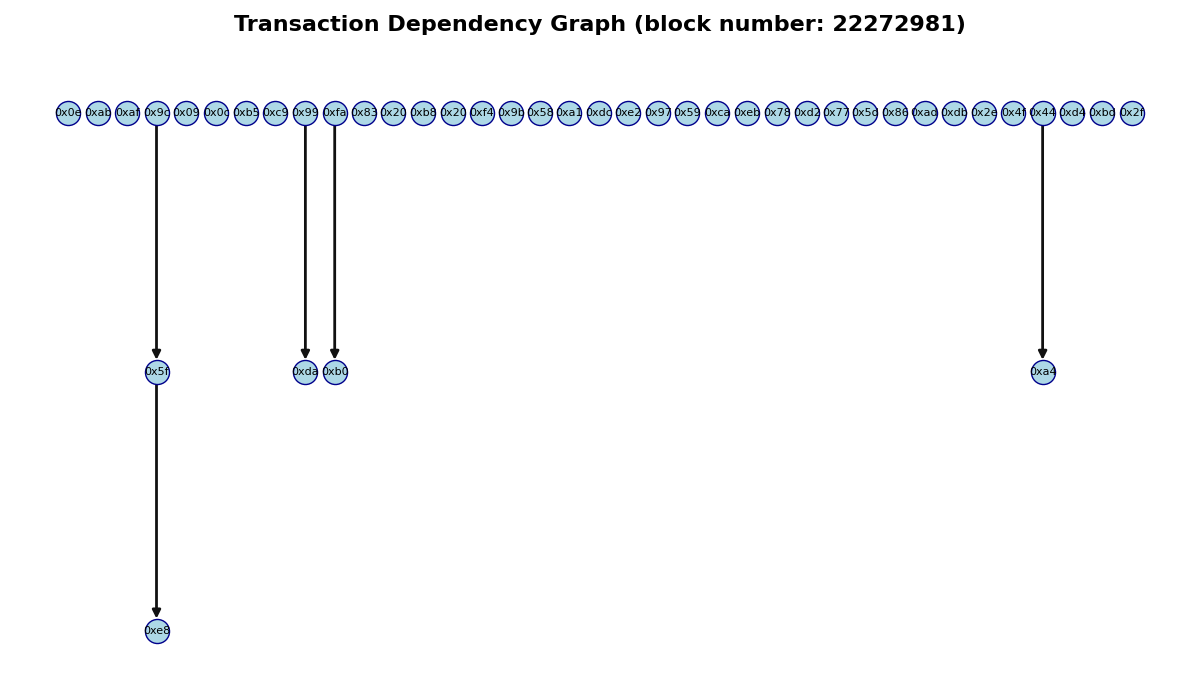 Transaction Dependency Graph (block number: 22272981)
0x0e 0xab 0xaf 0x9c 0x09 0x0c 0xb5 0xc9 0x99 0xfa 0x83 0x20 0xb8 0x20 0xf4 0x9b 0x58 0xa1 0xdc 0xe2 0x97 0x59 0xca 0xeb 0x78 0xd2 0x77 0x5c 0x86 0xad 0xdb 0x2e 0x4f 0x44 0xd4 0xbc 0x2f
0x5f 0xda 0xb0 0xa4
0xe8